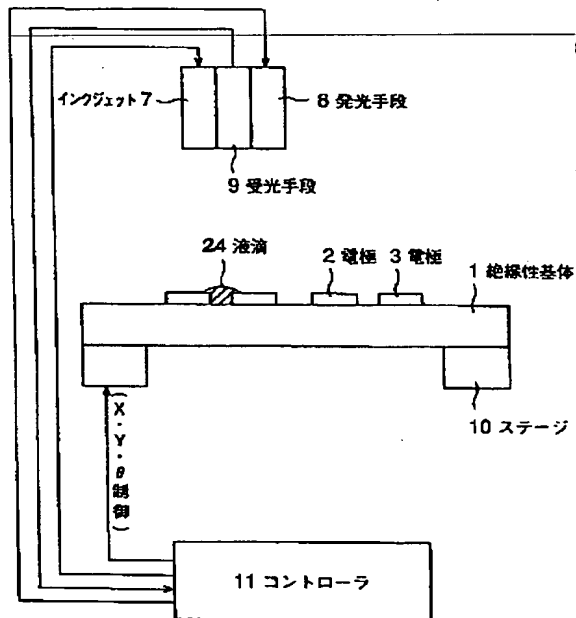 インクジェット 7
8 発光手段
9 受光手段
24 液滴
2 電極
3 電極
1 絶縁性基体
10 ステージ
(X・Y・θ制御)
11 コントローラ